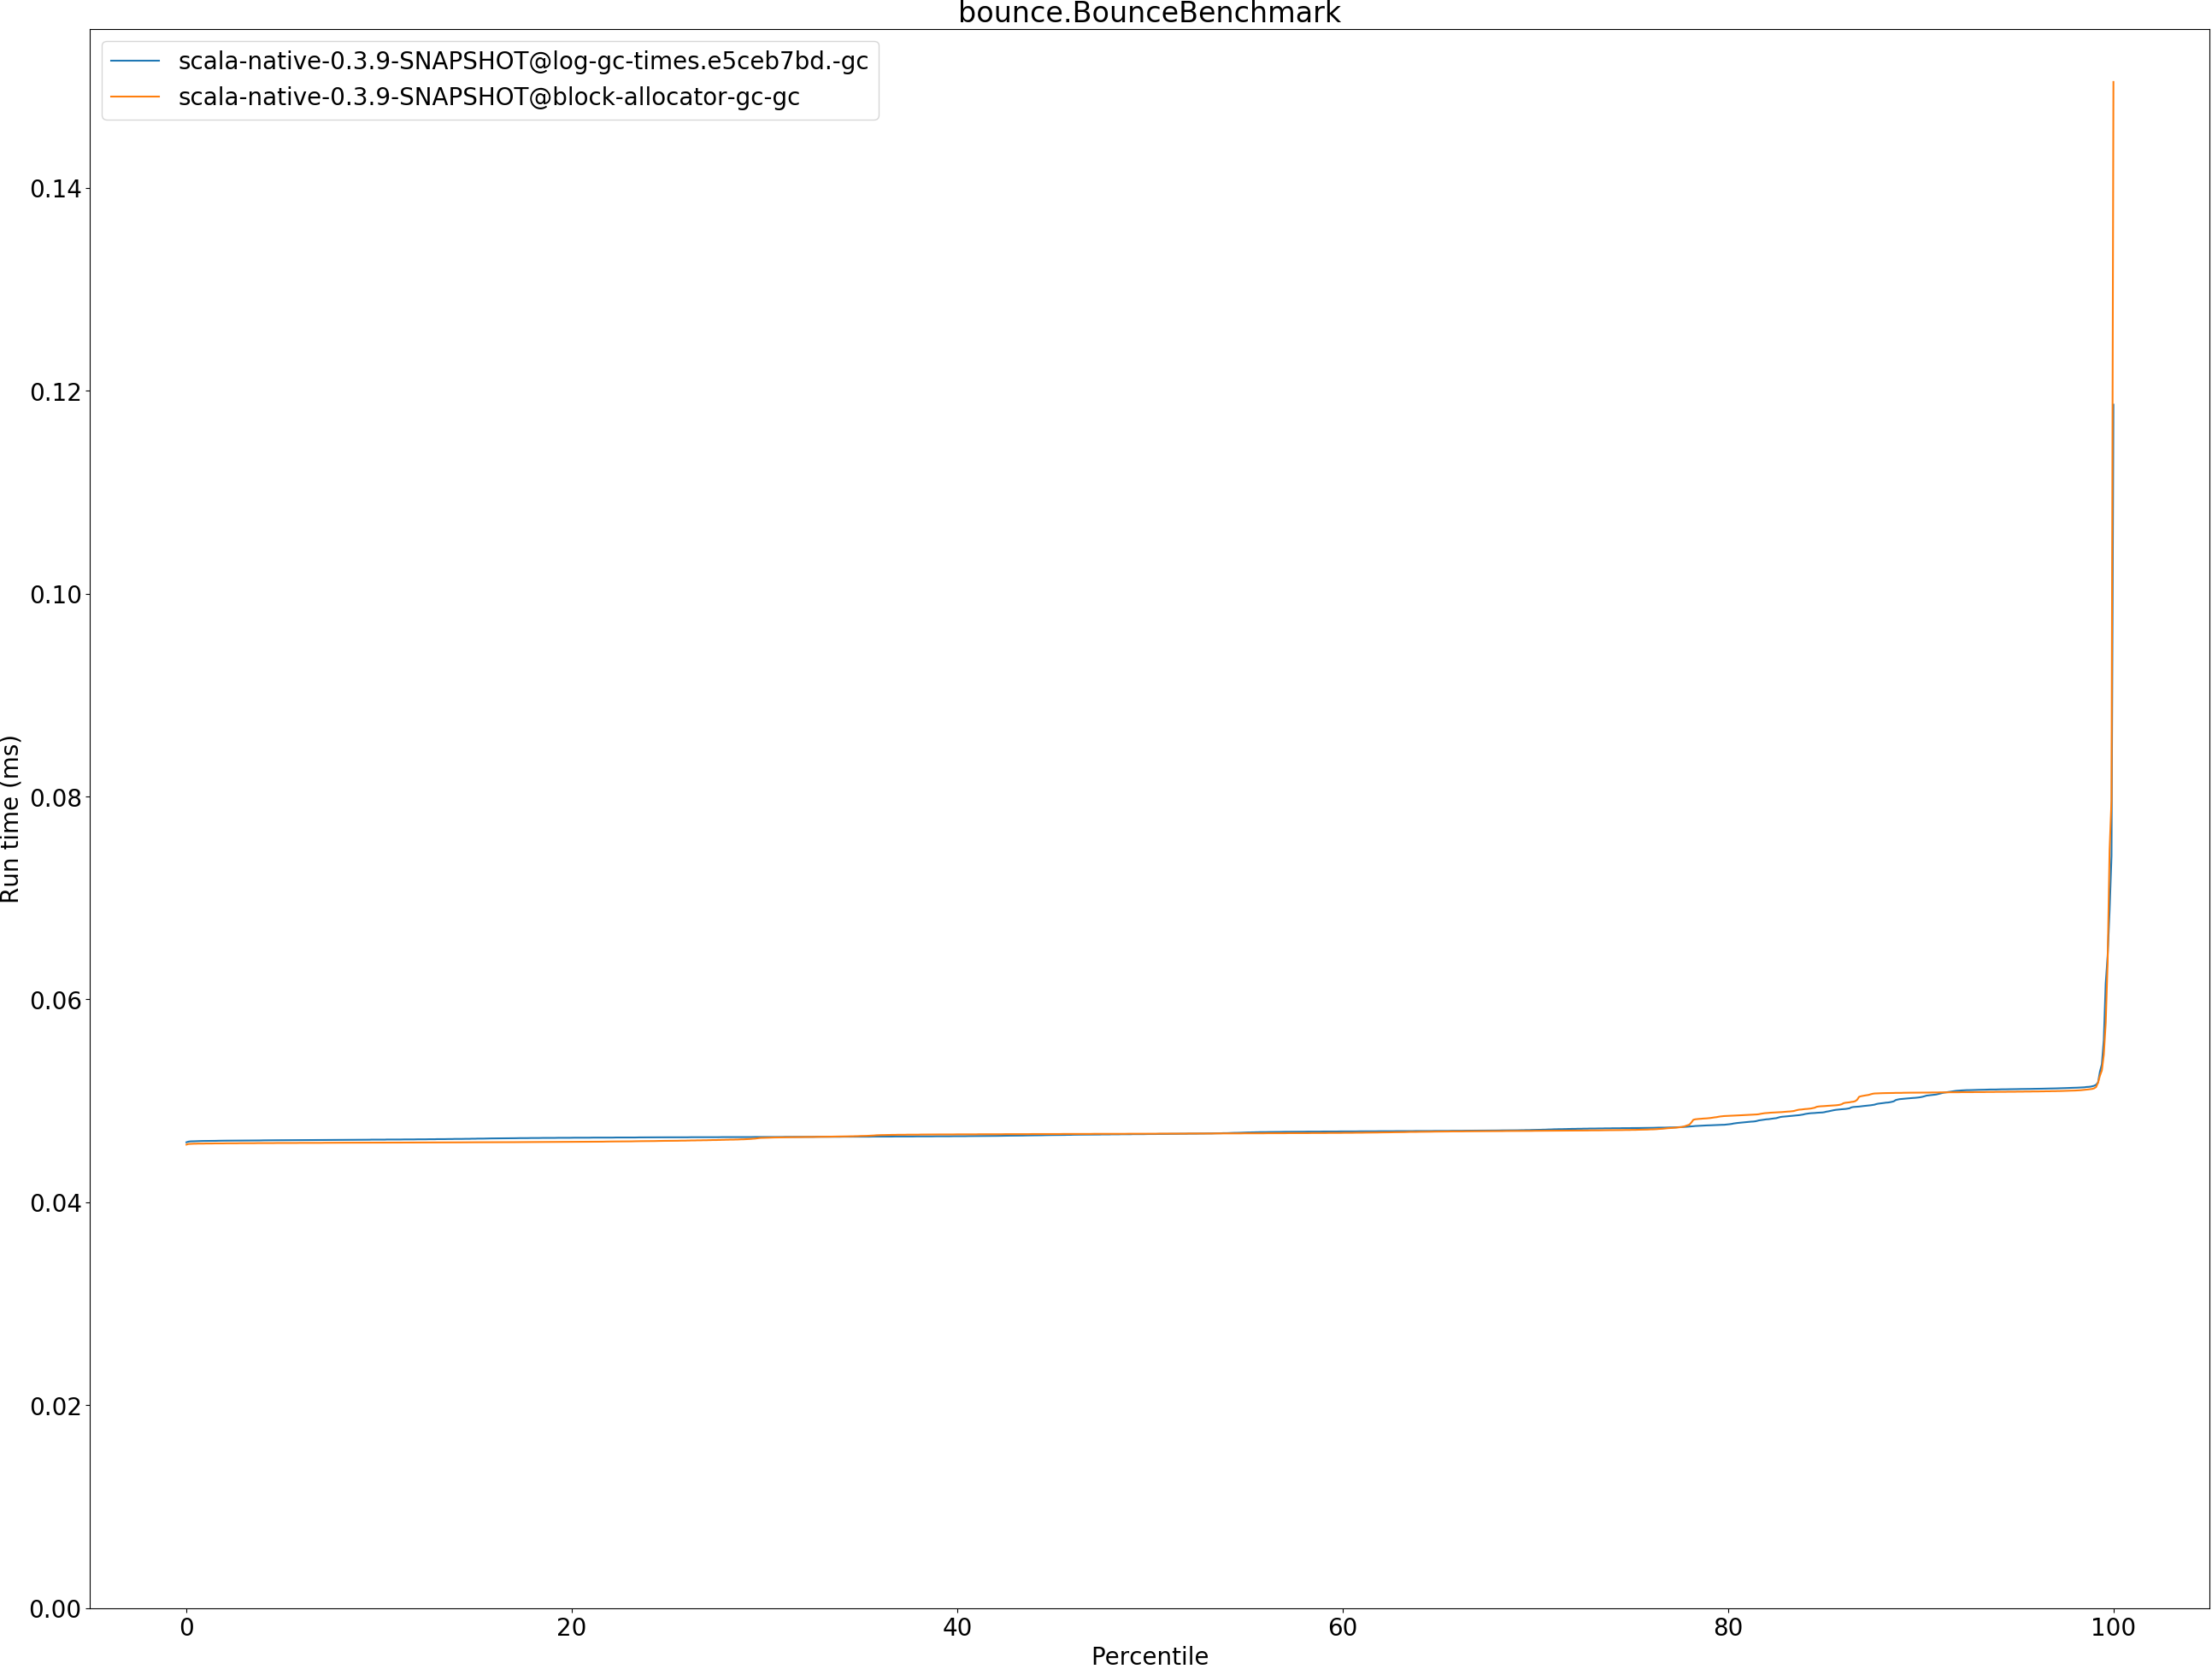 bounce.BounceBenchmark
scala-native-0.3.9-SNAPSHOT@log-gc-times.e5ceb7bd.-gc
scala-native-0.3.9-SNAPSHOT@block-allocator-gc-gc
0.14
0.12
0.10
0.08
0.06
0.04
0.02
0.00
Run time (ms)
0 20 40 60 80 100
Percentile